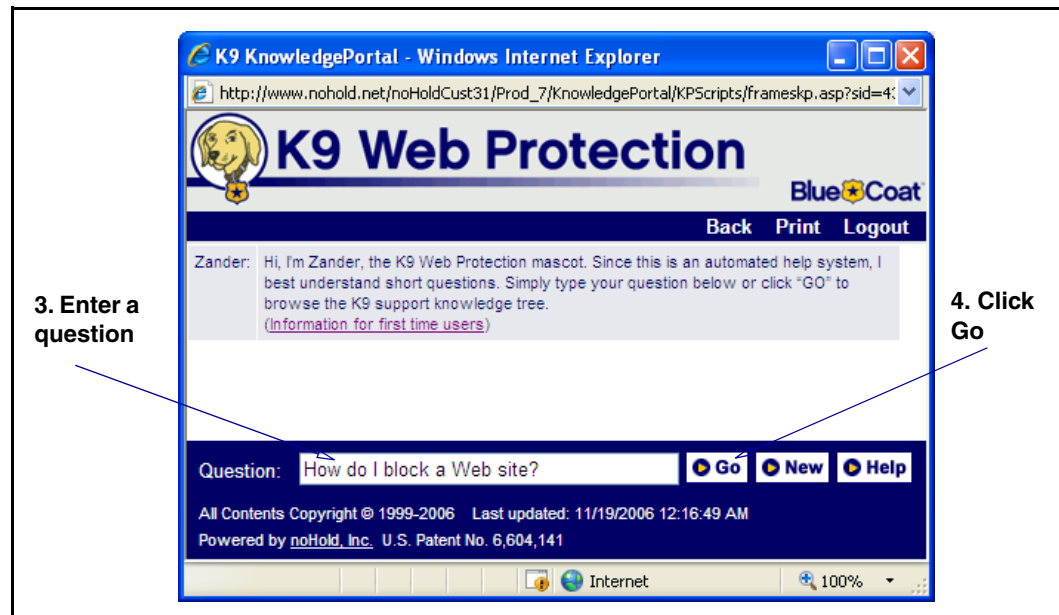 K9 KnowledgePortal - Windows Internet Explorer
http://www.nohold.net/noHoldCust31/Prod_7/KnowledgePortal/KPScripts/frameskp.asp?sid=4
K9 Web Protection
Blue Coat
Back Print Logout
Zander: Hi, I'm Zander, the K9 Web Protection mascot. Since this is an automated help system, I
best understand short questions. Simply type your question below or click "GO" to
browse the K9 support knowledge tree.
(Information for first time users)
3. Enter a
question
4. Click
Go
Question: How do I block a Web site? Go New Help
All Contents Copyright © 1999-2006 Last updated: 11/19/2006 12:16:49 AM
Powered by noHold, Inc. U.S. Patent No. 6,604,141
Internet 100%